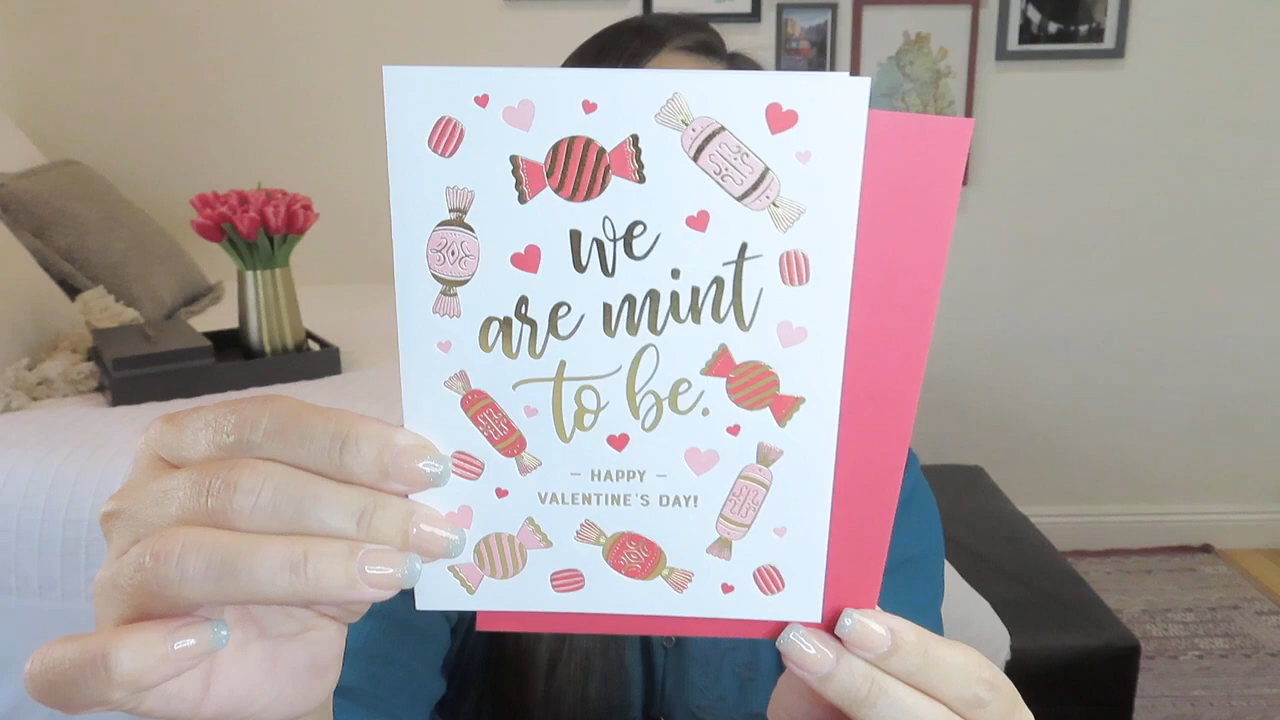 we
are mint
to be.
– HAPPY –
VALENTINE'S DAY!